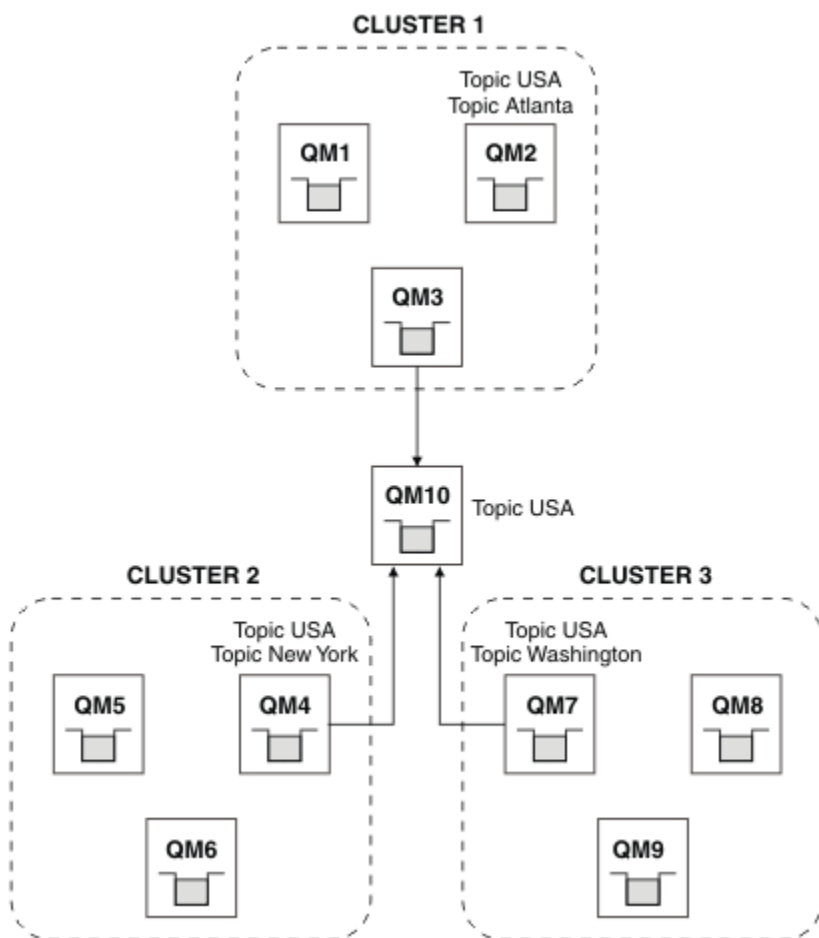 CLUSTER 1
Topic USA
Topic Atlanta
QM1
QM2
QM3
QM10
Topic USA
CLUSTER 2
CLUSTER 3
Topic USA
Topic New York
Topic USA
Topic Washington
QM5
QM4
QM7
QM8
QM6
QM9